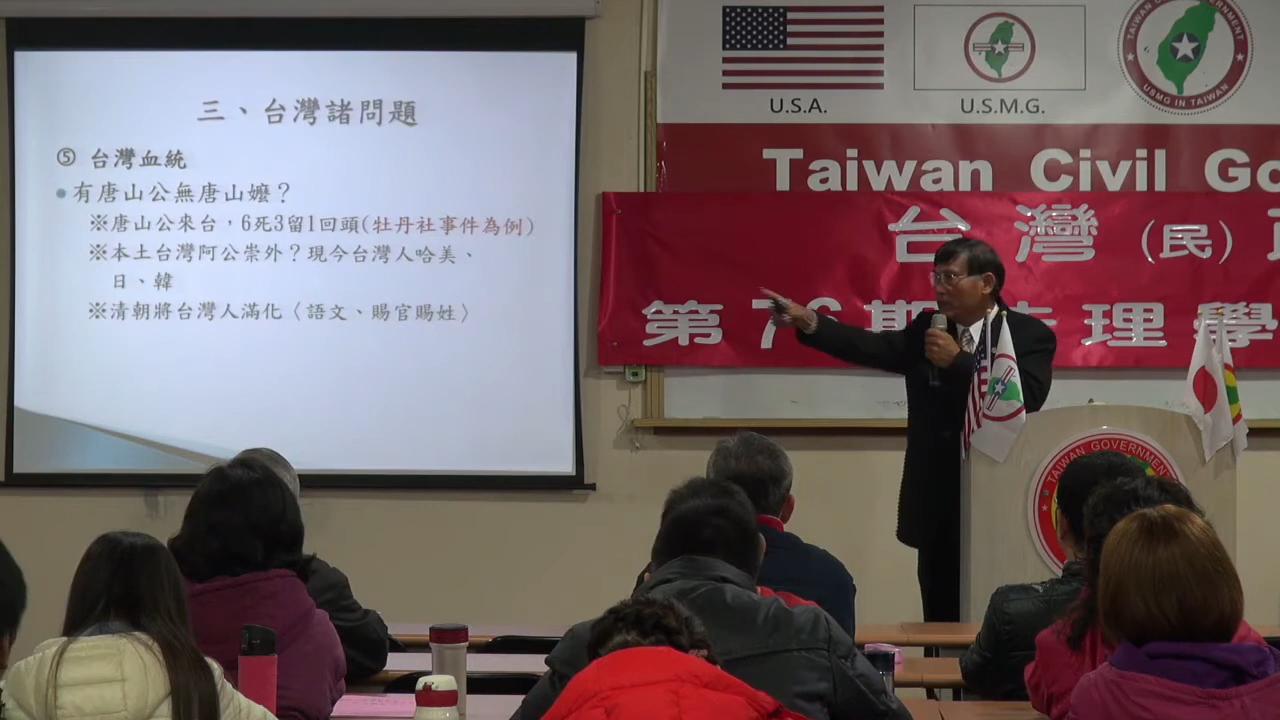 三、台灣諸問題
⑤ 台灣血統
有唐山公無唐山嬤？
※唐山公來台，6死3留1回頭(牡丹社事件為例)
※本土台灣阿公崇外？現今台灣人哈美、
日、韓
※清朝將台灣人滿化〈語文、賜官賜姓〉
U.S.A.
U.S.M.G.
TAIWAN GOVERNMENT
USMG IN TAIWAN
Taiwan Civil Go
台灣(民)
第76期法理學
TAIWAN GOVERNMENT